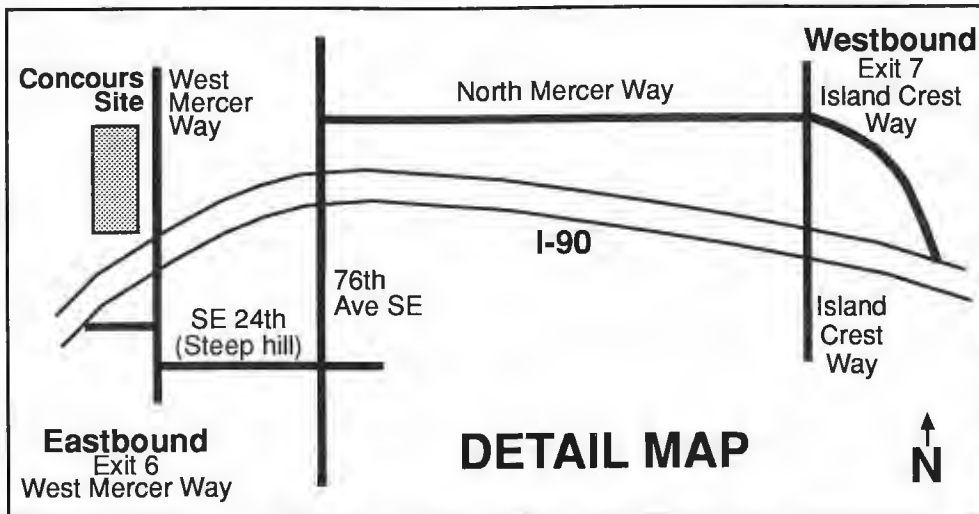 Concours
Site
West
Mercer
Way
North Mercer Way
Westbound
Exit 7
Island Crest
Way
I-90
76th
Ave SE
SE 24th
(Steep hill)
Island
Crest
Way
Eastbound
Exit 6
West Mercer Way
DETAIL MAP
N